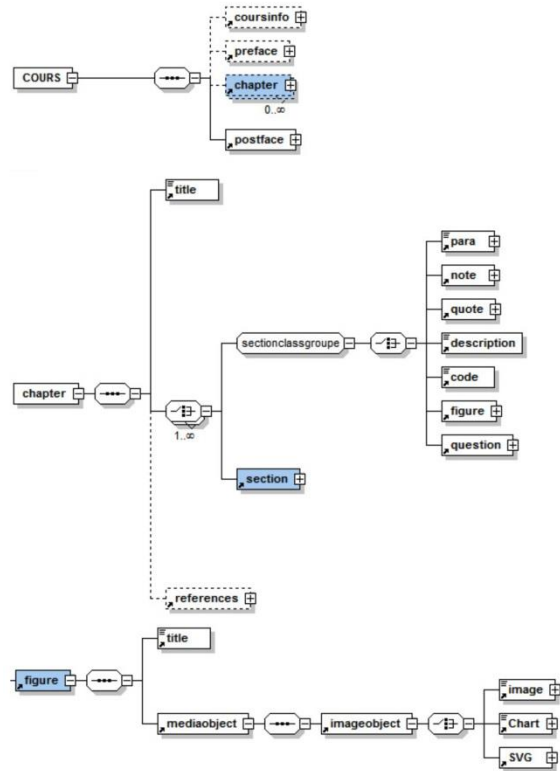 coursinfo
preface
COURS
chapter
0..∞
postface
title
para
note
quote
sectionclassgroupe
description
code
chapter
figure
1..∞
question
section
references
title
figure
image
mediaobject
imageobject
Chart
SVG